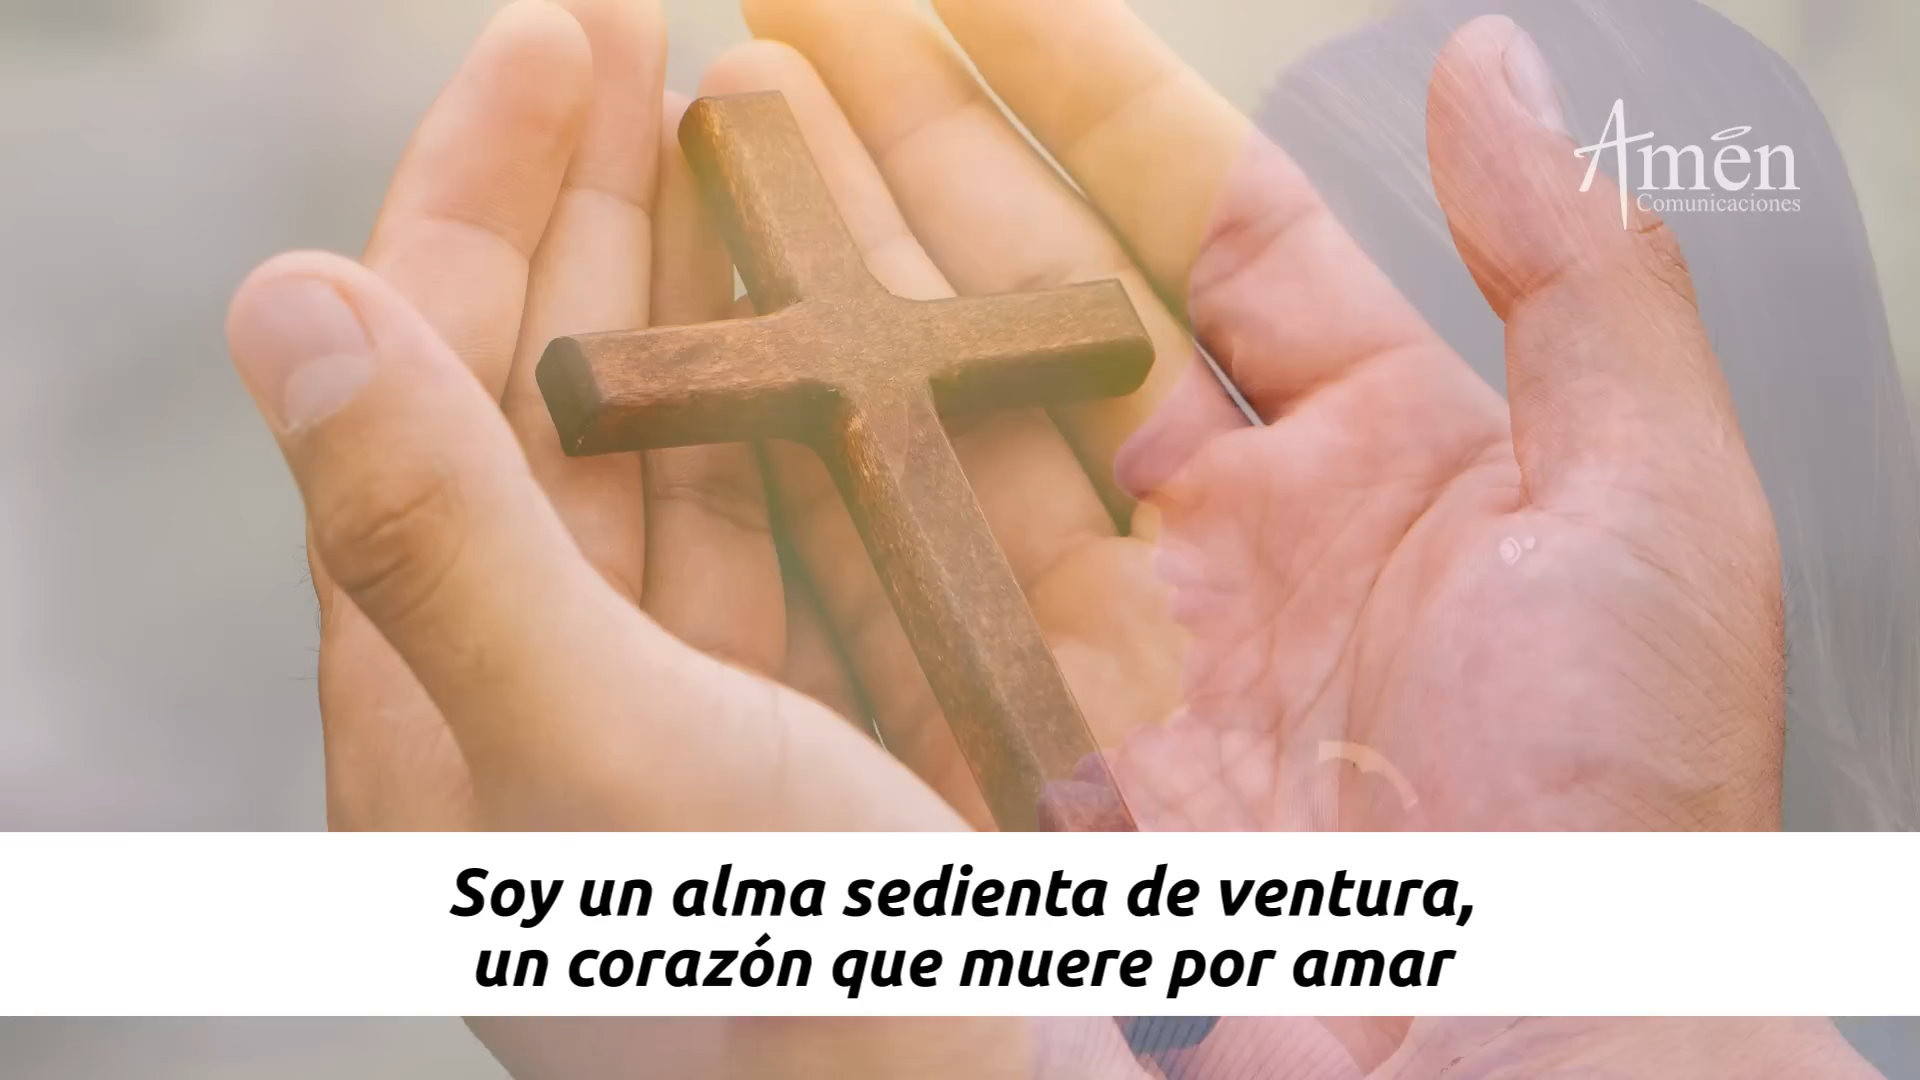 Amén
Comunicaciones
Soy un alma sedienta de ventura,
un corazón que muere por amar